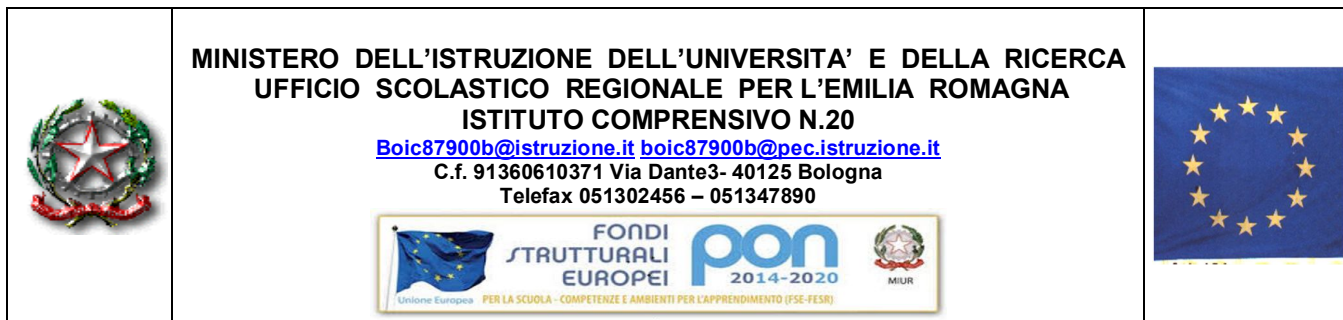 MINISTERO DELL’ISTRUZIONE DELL’UNIVERSITA’ E DELLA RICERCA
UFFICIO SCOLASTICO REGIONALE PER L’EMILIA ROMAGNA
ISTITUTO COMPRENSIVO N.20
Boic87900b@istruzione.it boic87900b@pec.istruzione.it
C.f. 91360610371 Via Dante3- 40125 Bologna
Telefax 051302456 – 051347890
FONDI
STRUTTURALI
EUROPEI
pon
2014-2020
MIUR
Unione Europea
PER LA SCUOLA - COMPETENZE E AMBIENTI PER L'APPRENDIMENTO (FSE-FESR)